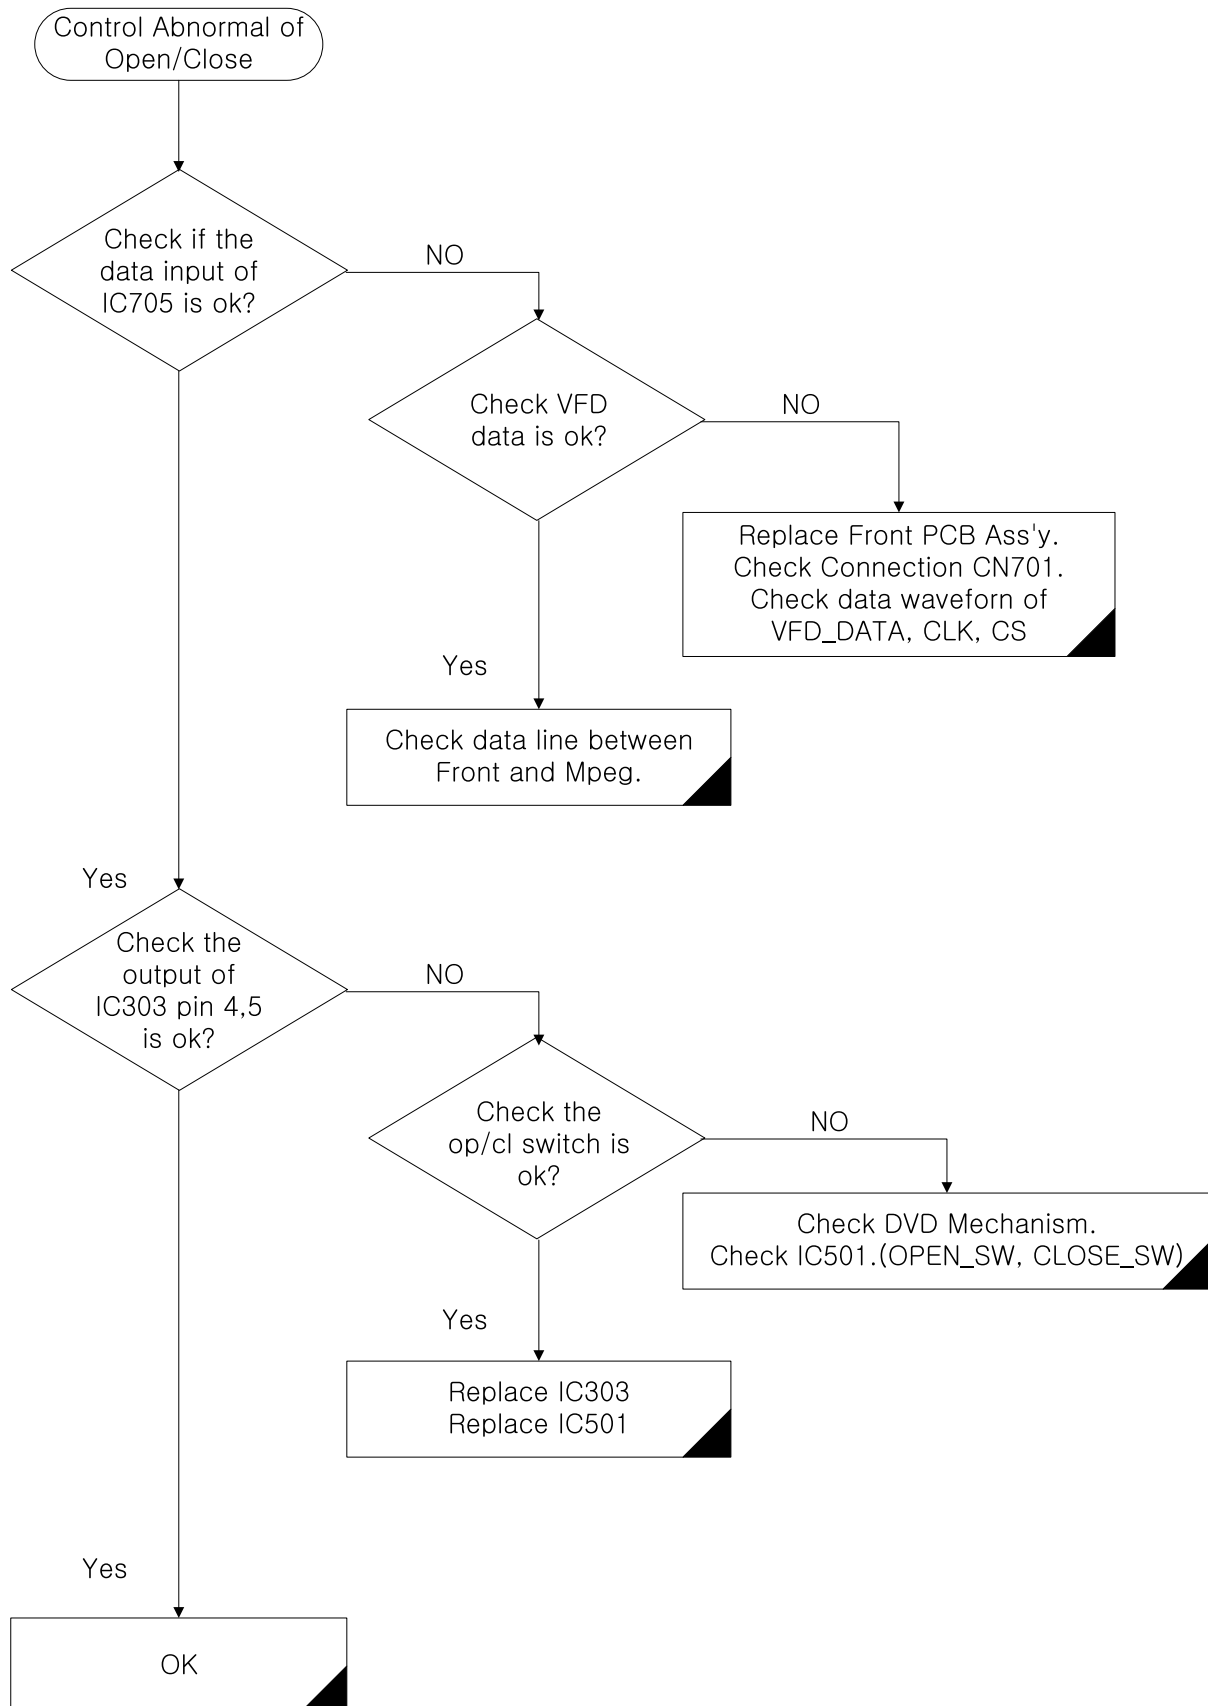 Control Abnormal of
Open/Close
Check if the
data input of
IC705 is ok?
NO
Check VFD
data is ok?
NO
Replace Front PCB Ass'y.
Check Connection CN701.
Check data waveforn of
VFD_DATA, CLK, CS
Yes
Check data line between
Front and Mpeg.
Yes
Check the
output of
IC303 pin 4,5
is ok?
NO
Check the
op/cl switch is
ok?
NO
Check DVD Mechanism.
Check IC501.(OPEN_SW, CLOSE_SW)
Yes
Replace IC303
Replace IC501
Yes
OK